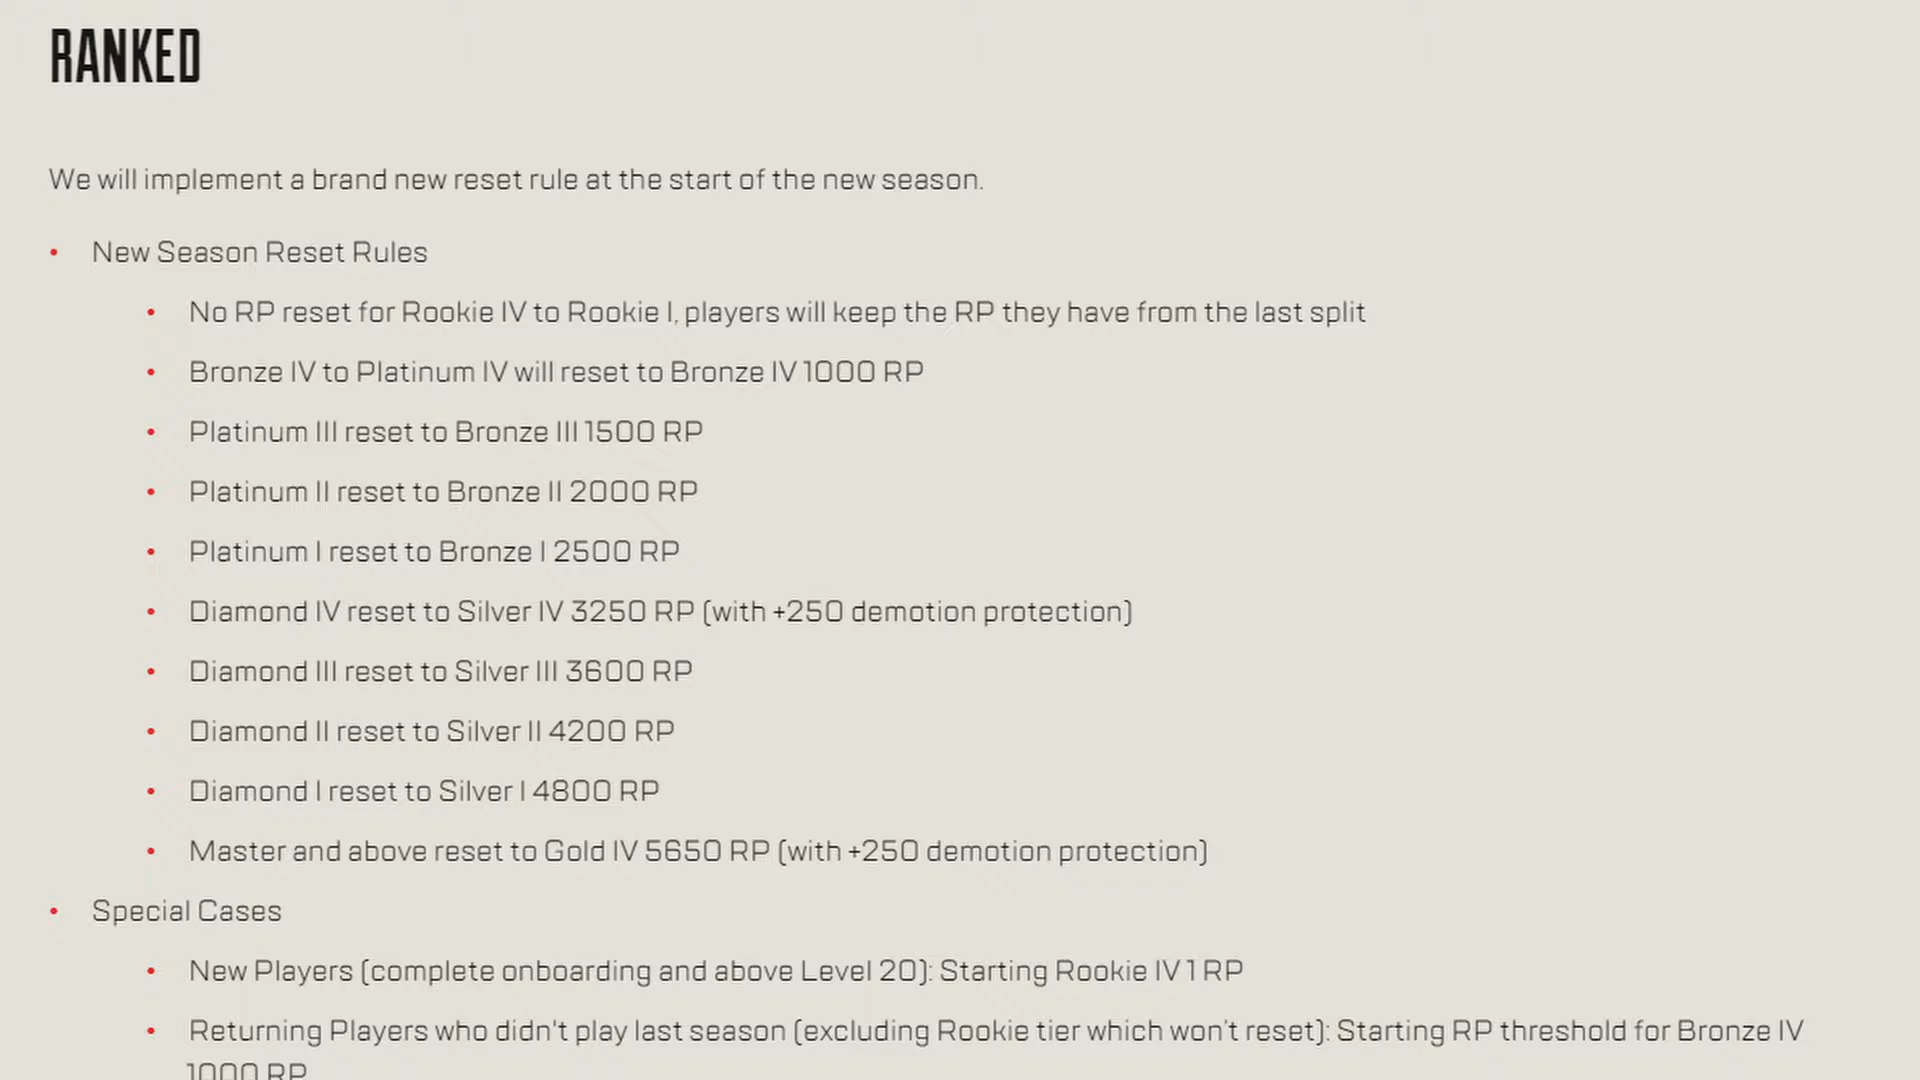 RANKED
We will implement a brand new reset rule at the start of the new season.
• New Season Reset Rules
• No RP reset for Rookie IV to Rookie I, players will keep the RP they have from the last split
• Bronze IV to Platinum IV will reset to Bronze IV 1000 RP
• Platinum III reset to Bronze III 1500 RP
• Platinum II reset to Bronze II 2000 RP
• Platinum I reset to Bronze I 2500 RP
• Diamond IV reset to Silver IV 3250 RP (with +250 demotion protection)
• Diamond III reset to Silver III 3600 RP
• Diamond II reset to Silver II 4200 RP
• Diamond I reset to Silver I 4800 RP
• Master and above reset to Gold IV 5650 RP (with +250 demotion protection)
• Special Cases
• New Players (complete onboarding and above Level 20): Starting Rookie IV 1 RP
• Returning Players who didn't play last season (excluding Rookie tier which won't reset): Starting RP threshold for Bronze IV
1000 RP